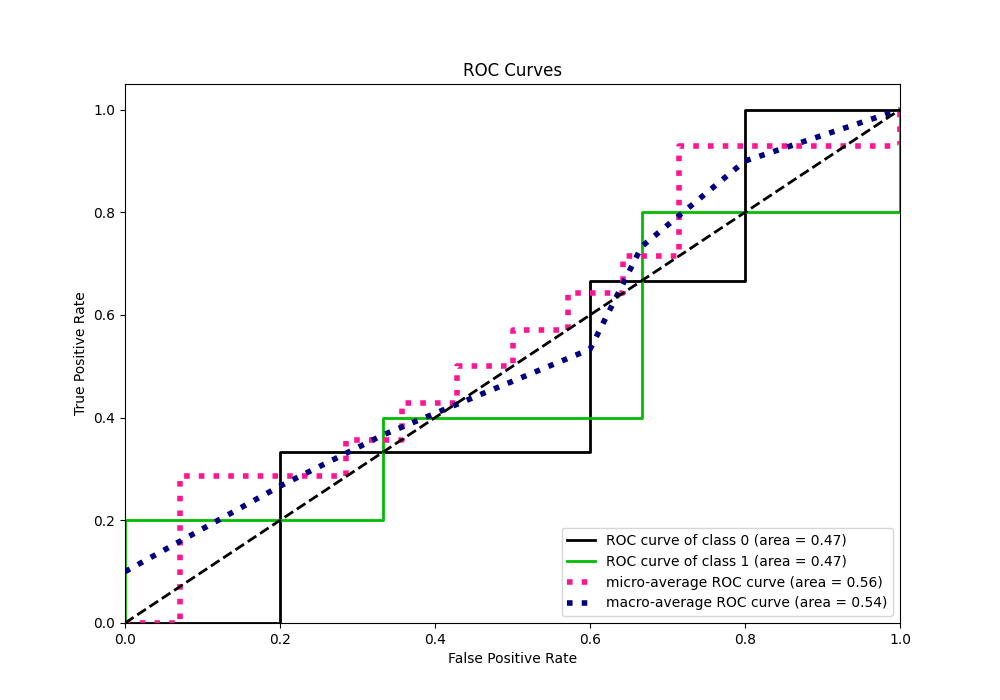 ROC Curves
True Positive Rate
1.0
0.8
0.6
0.4
0.2
0.0
ROC curve of class 0 (area = 0.47)
ROC curve of class 1 (area = 0.47)
micro-average ROC curve (area = 0.56)
macro-average ROC curve (area = 0.54)
0.0 0.2 0.4 0.6 0.8 1.0
False Positive Rate